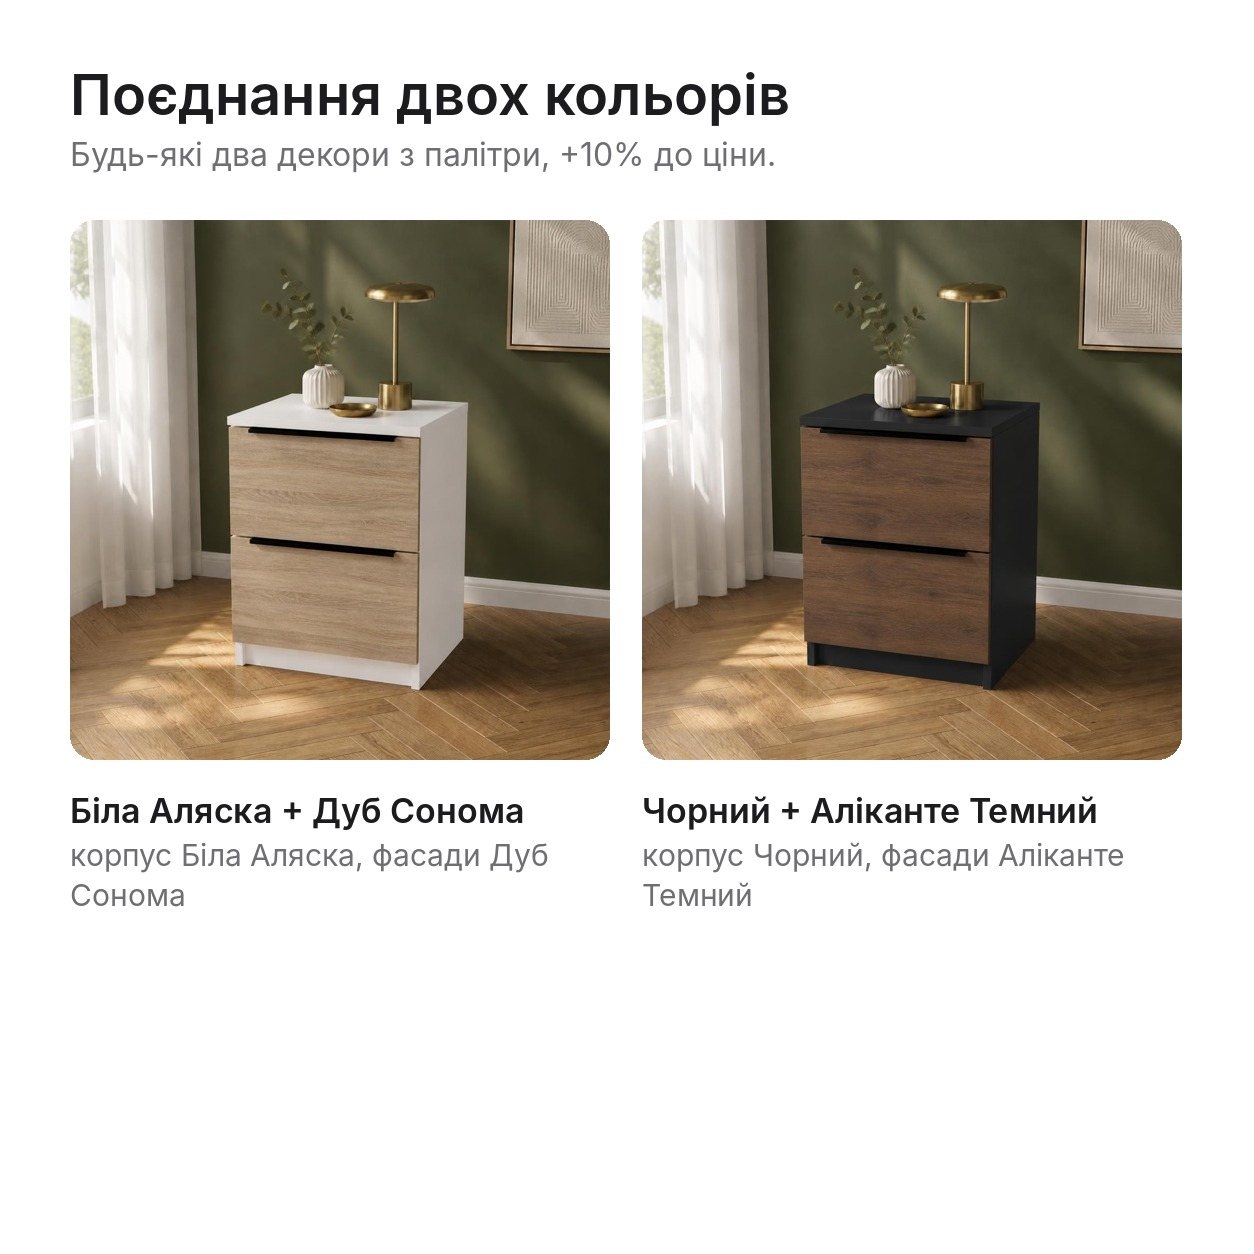 Поєднання двох кольорів
Будь-які два декори з палітри, +10% до ціни.
Біла Аляска + Дуб Сонома
корпус Біла Аляска, фасади Дуб
Сонома
Чорний + Аліканте Темний
корпус Чорний, фасади Аліканте
Темний